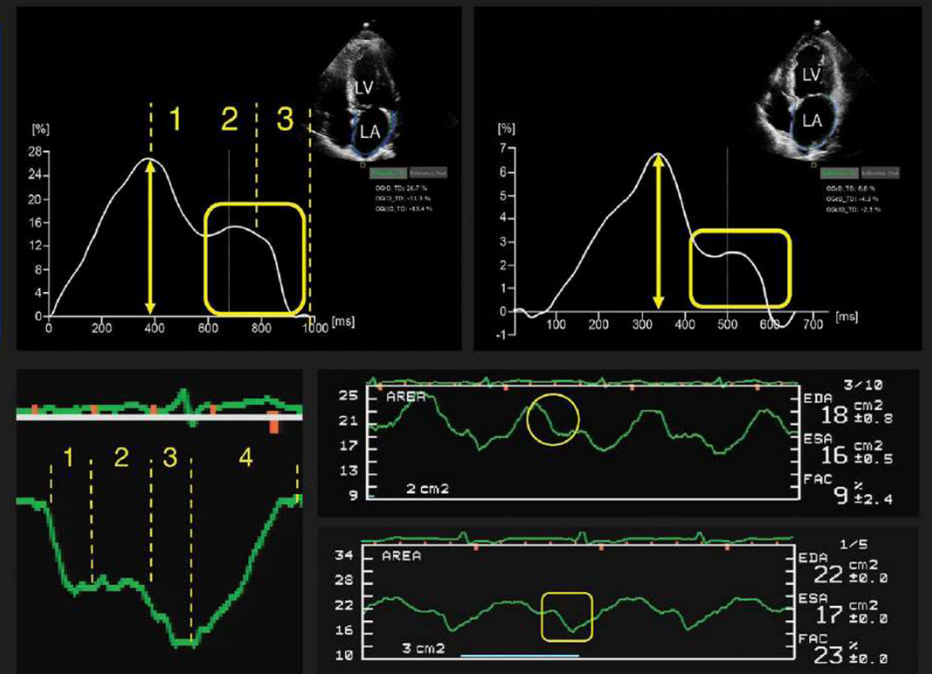 1 2 3
LV
LA
[%]
28
24
20
16
12
8
4
0
0 200 400 600 800 1000 [ms]
LV
LA
[%]
7
6
5
4
3
2
1
0
-1
100 200 300 400 500 600 700 [ms]
1 2 3 4
AREA
25
21
17
13
9
2 cm2
3/10
EDA
18 cm2
±0.8
ESA
16 cm2
±0.5
FAC
9 %
±2.4
AREA
34
28
22
16
10
3 cm2
1/5
EDA
22 cm2
±0.0
ESA
17 cm2
±0.0
FAC
23 %
±0.0